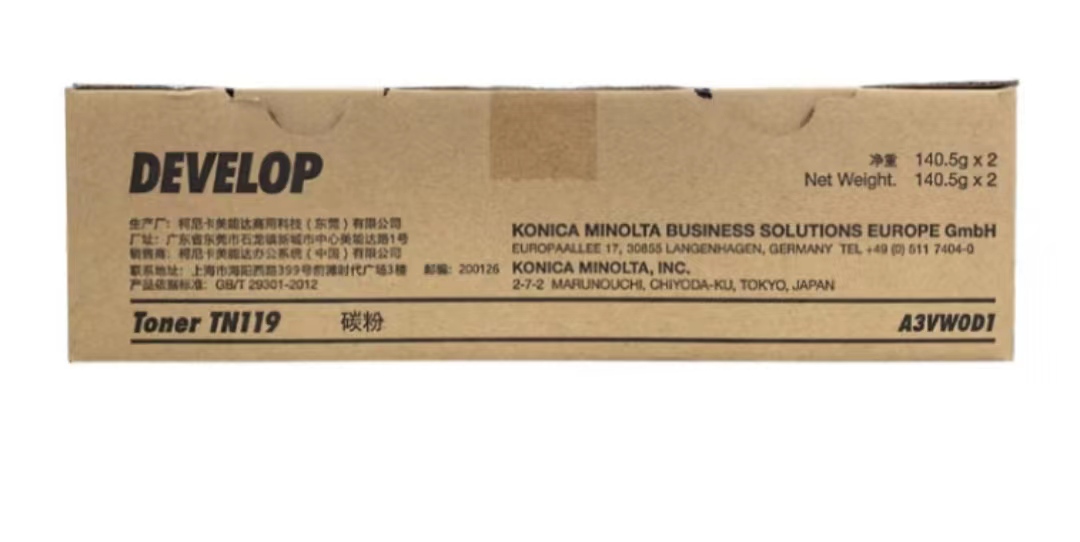 DEVELOP
净重 140.5g x 2
Net Weight. 140.5g x 2
生产厂: 柯尼卡美能达商用科技(东莞)有限公司
厂址: 广东省东莞市石龙镇新城市中心美能达路1号
销售商: 柯尼卡美能达办公系统(中国)有限公司
联系地址: 上海市海阳西路399号前滩时代广场3楼 邮编: 200126
产品依据标准: GB/T 29301-2012
KONICA MINOLTA BUSINESS SOLUTIONS EUROPE GmbH
EUROPAALLEE 17, 30855 LANGENHAGEN, GERMANY TEL +49 (0) 511 7404-0
KONICA MINOLTA, INC.
2-7-2 MARUNOUCHI, CHIYODA-KU, TOKYO, JAPAN
Toner TN119 碳粉 A3VW0D1